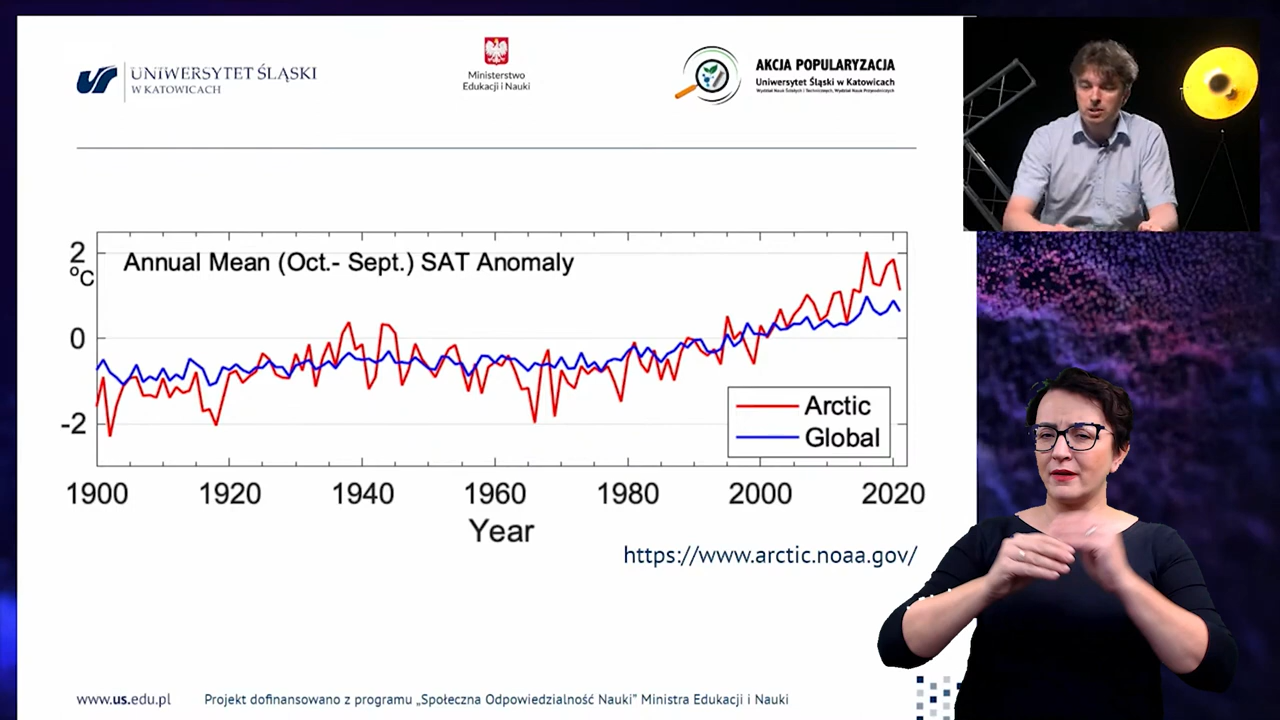 UNIWERSYTET ŚLĄSKI
W KATOWICACH
Ministerstwo
Edukacji i Nauki
AKCJA POPULARYZACJA
Uniwersytet Śląski w Katowicach
Wydział Nauk Ścisłych i Technicznych, Wydział Nauk Przyrodniczych
2
°C
0
-2
Annual Mean (Oct.- Sept.) SAT Anomaly
Arctic
Global
1900 1920 1940 1960 1980 2000 2020
Year
https://www.arctic.noaa.gov/
www.us.edu.pl
Projekt dofinansowano z programu „Społeczna Odpowiedzialność Nauki” Ministra Edukacji i Nauki